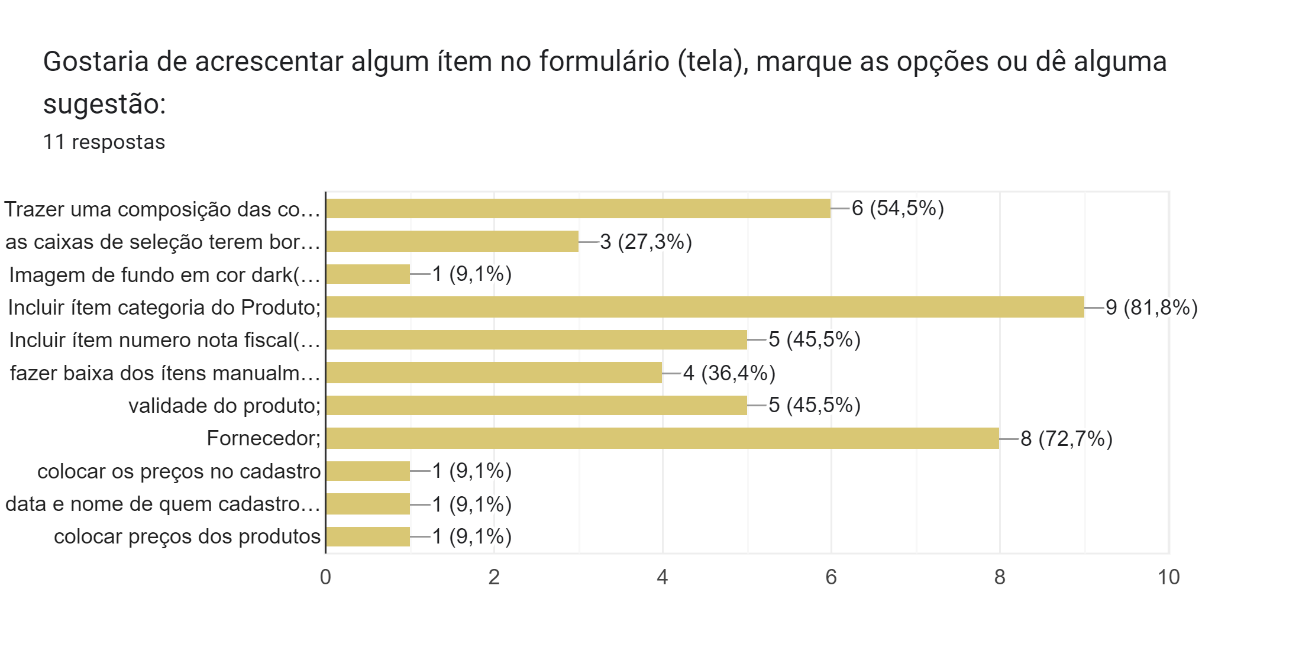 Gostaria de acrescentar algum ítem no formulário (tela), marque as opções ou dê alguma
sugestão:
11 respostas
Trazer uma composição das co… 6 (54,5%)
as caixas de seleção terem bor… 3 (27,3%)
Imagem de fundo em cor dark(… 1 (9,1%)
Incluir ítem categoria do Produto; 9 (81,8%)
Incluir ítem numero nota fiscal(… 5 (45,5%)
fazer baixa dos ítens manualm… 4 (36,4%)
validade do produto; 5 (45,5%)
Fornecedor; 8 (72,7%)
colocar os preços no cadastro 1 (9,1%)
data e nome de quem cadastro… 1 (9,1%)
colocar preços dos produtos 1 (9,1%)
0 2 4 6 8 10